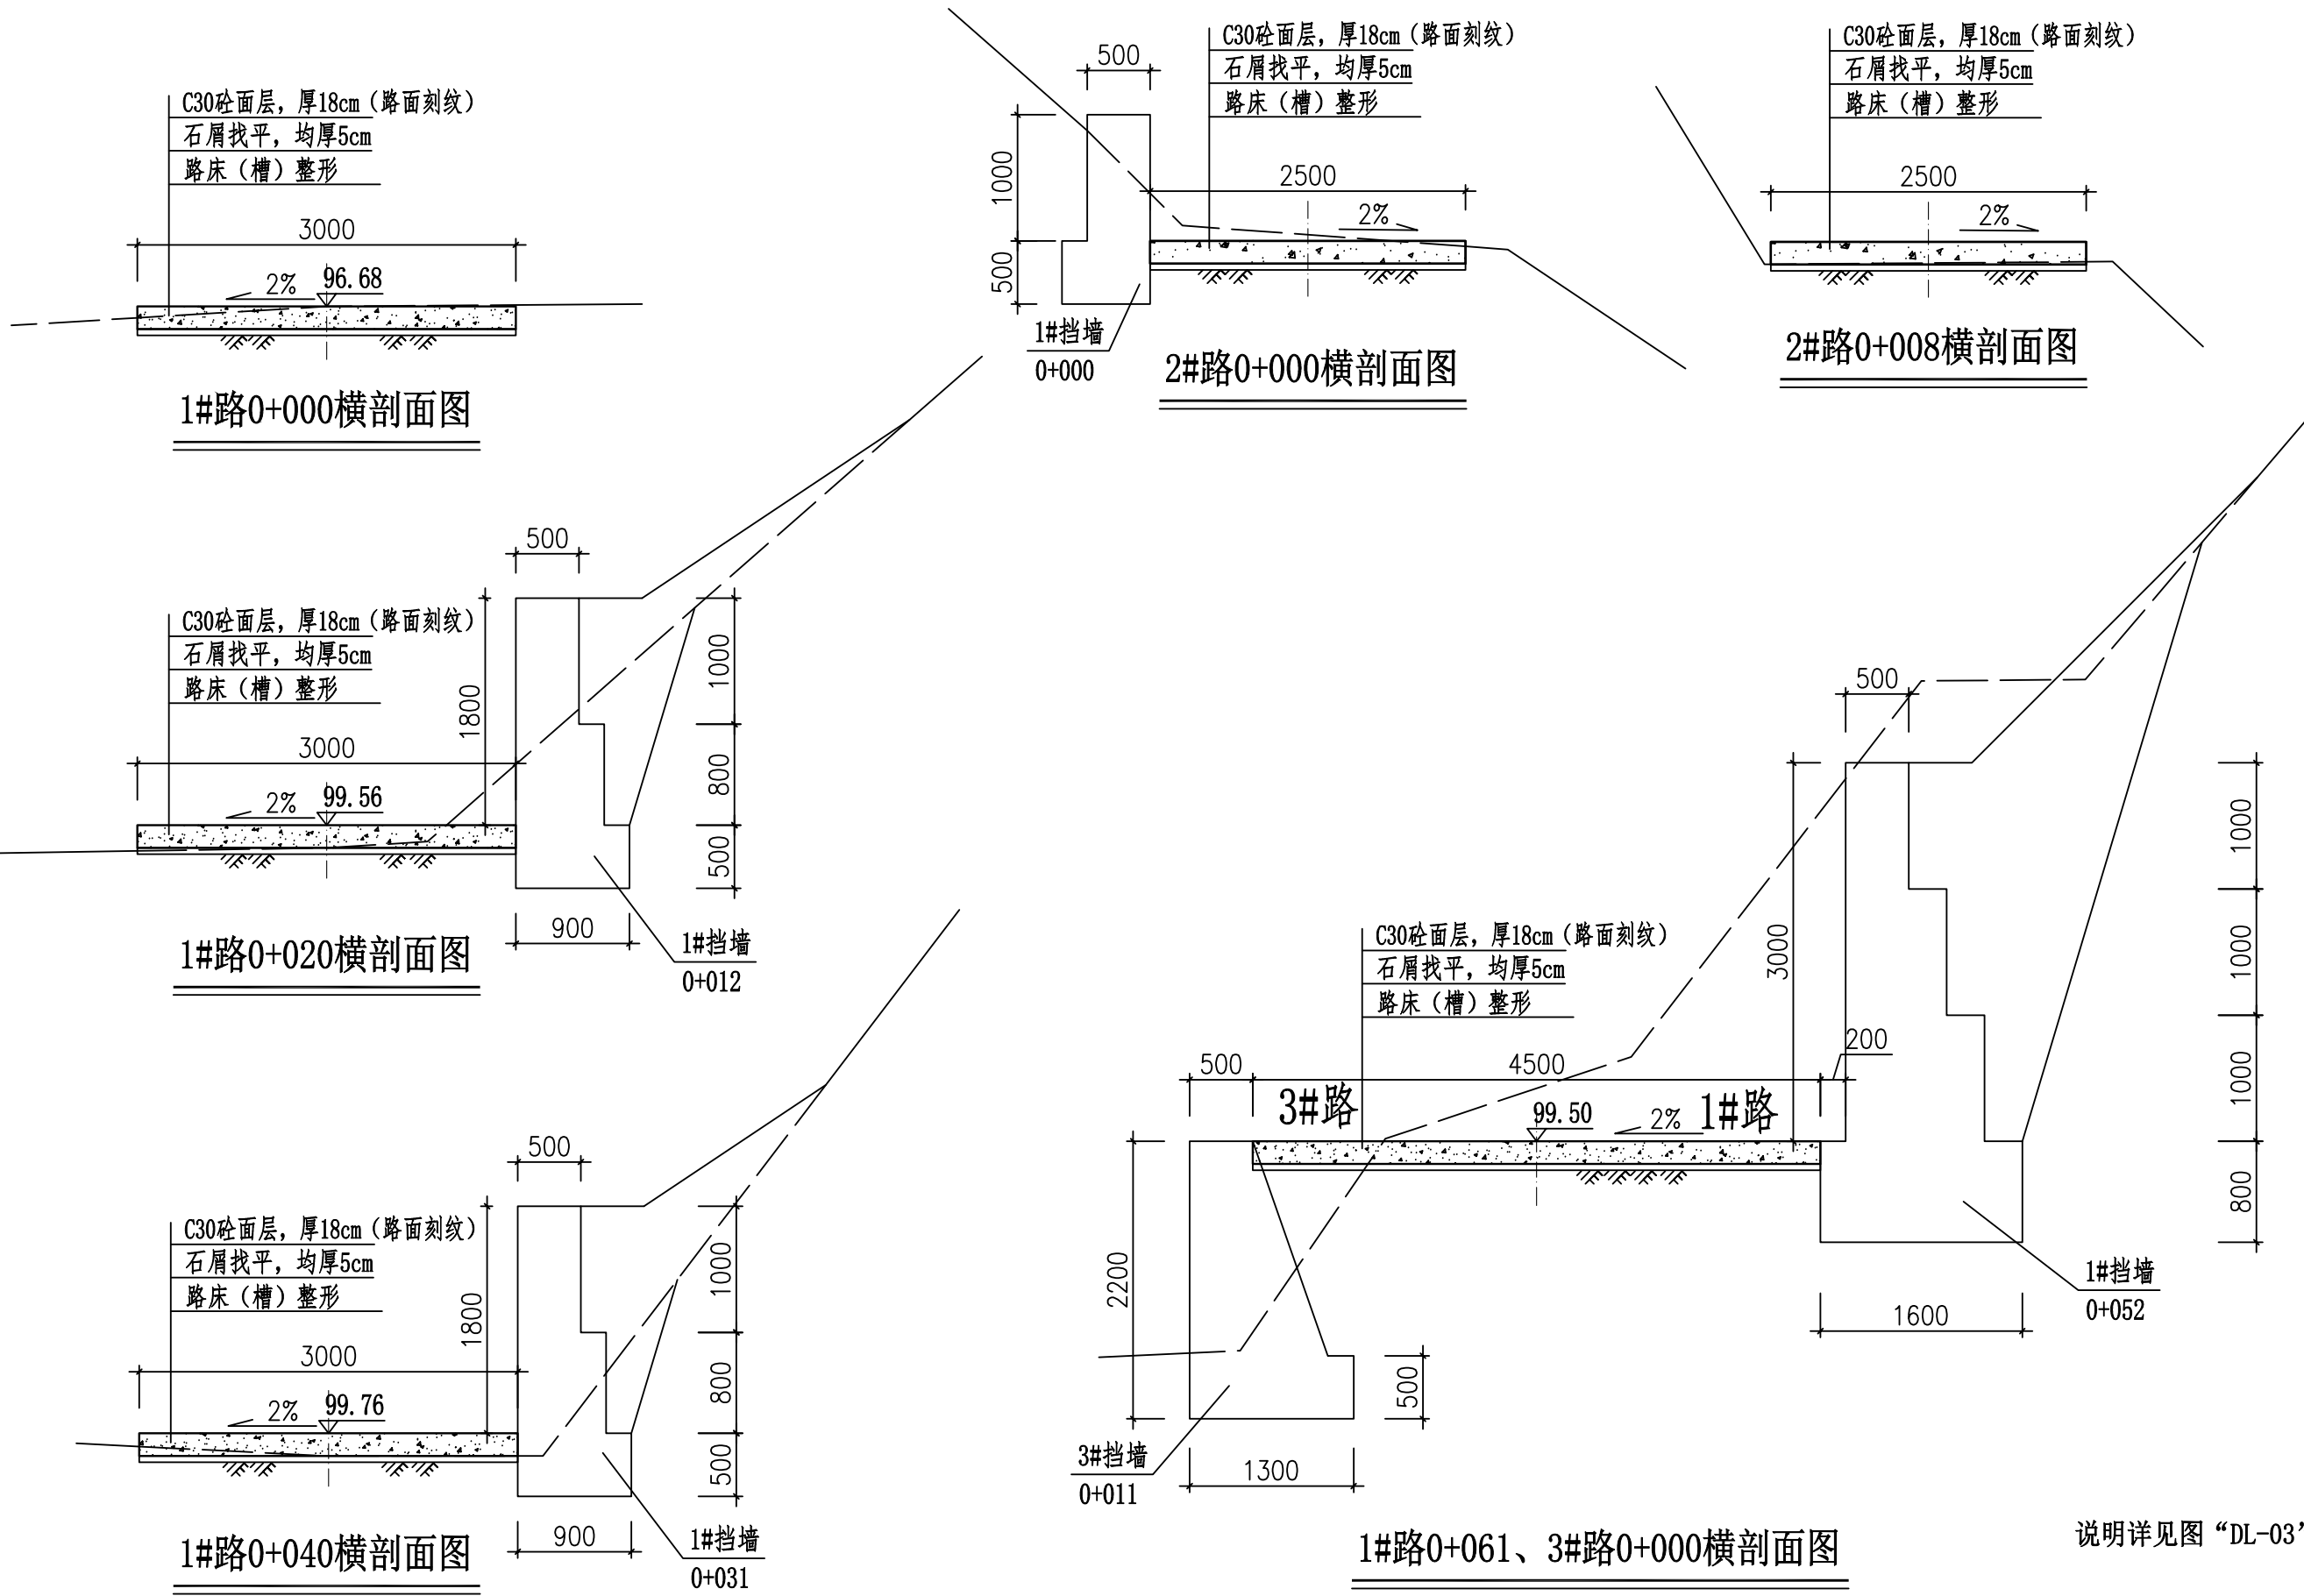 C30砼面层，厚18cm（路面刻纹）
石屑找平，均厚5cm
路床（槽）整形
3000
2%
96.68
1#路0+000横剖面图
500
C30砼面层，厚18cm（路面刻纹）
石屑找平，均厚5cm
路床（槽）整形
1000
500
2500
2%
1#挡墙
0+000
2#路0+000横剖面图
C30砼面层，厚18cm（路面刻纹）
石屑找平，均厚5cm
路床（槽）整形
2500
2%
2#路0+008横剖面图
500
C30砼面层，厚18cm（路面刻纹）
石屑找平，均厚5cm
路床（槽）整形
1800
3000
2%
99.56
1000
800
500
900
1#挡墙
0+012
1#路0+020横剖面图
500
C30砼面层，厚18cm（路面刻纹）
石屑找平，均厚5cm
路床（槽）整形
1800
3000
2%
99.76
1000
800
500
900
1#挡墙
0+031
1#路0+040横剖面图
500
C30砼面层，厚18cm（路面刻纹）
石屑找平，均厚5cm
路床（槽）整形
3000
200
500
4500
3#路
99.50
2%
1#路
1000
1000
1000
800
2200
500
1300
1600
1#挡墙
0+052
3#挡墙
0+011
1#路0+061、3#路0+000横剖面图
说明详见图“DL-03”